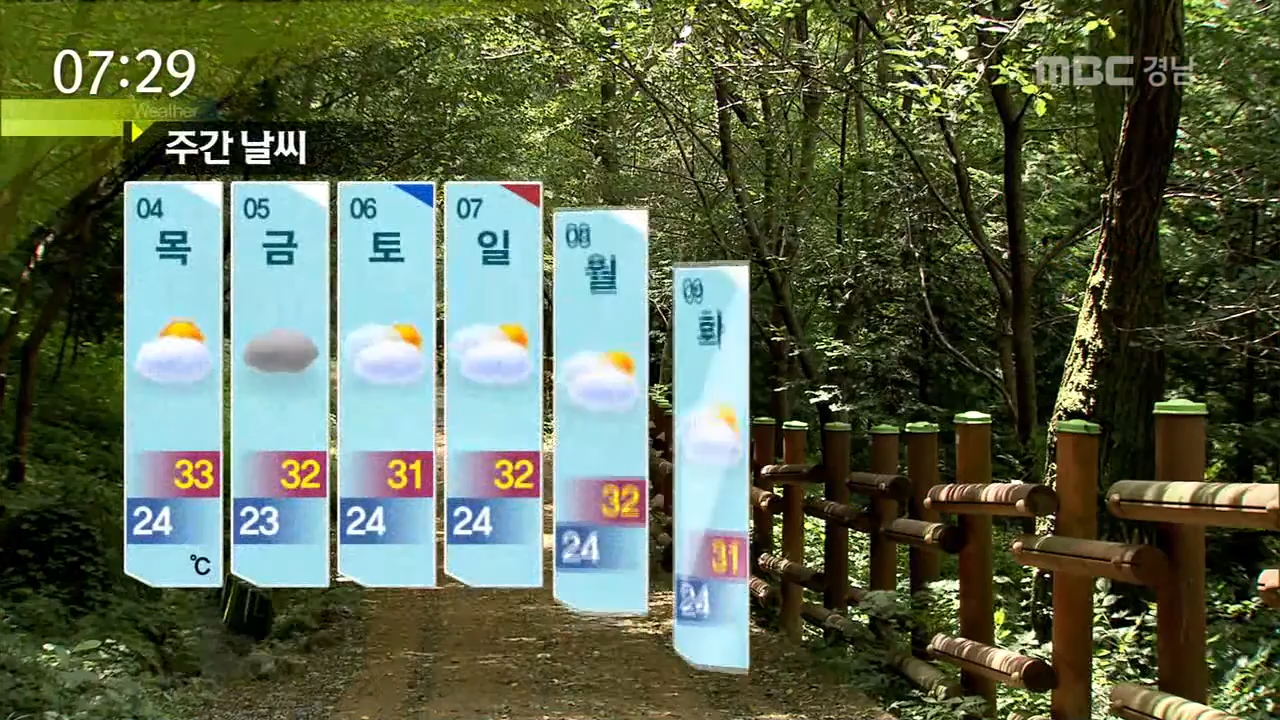 07:29
MBC 경남
Weather
주간 날씨
04 목 33 24 ℃
05 금 32 23
06 토 31 24
07 일 32 24
08 월 32 24
09 화 31 24